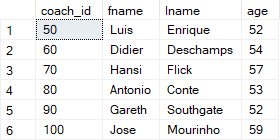 coach_id fname lname age
1 50 Luis Enrique 52
2 60 Didier Deschamps 54
3 70 Hansi Flick 57
4 80 Antonio Conte 53
5 90 Gareth Southgate 52
6 100 Jose Mourinho 59